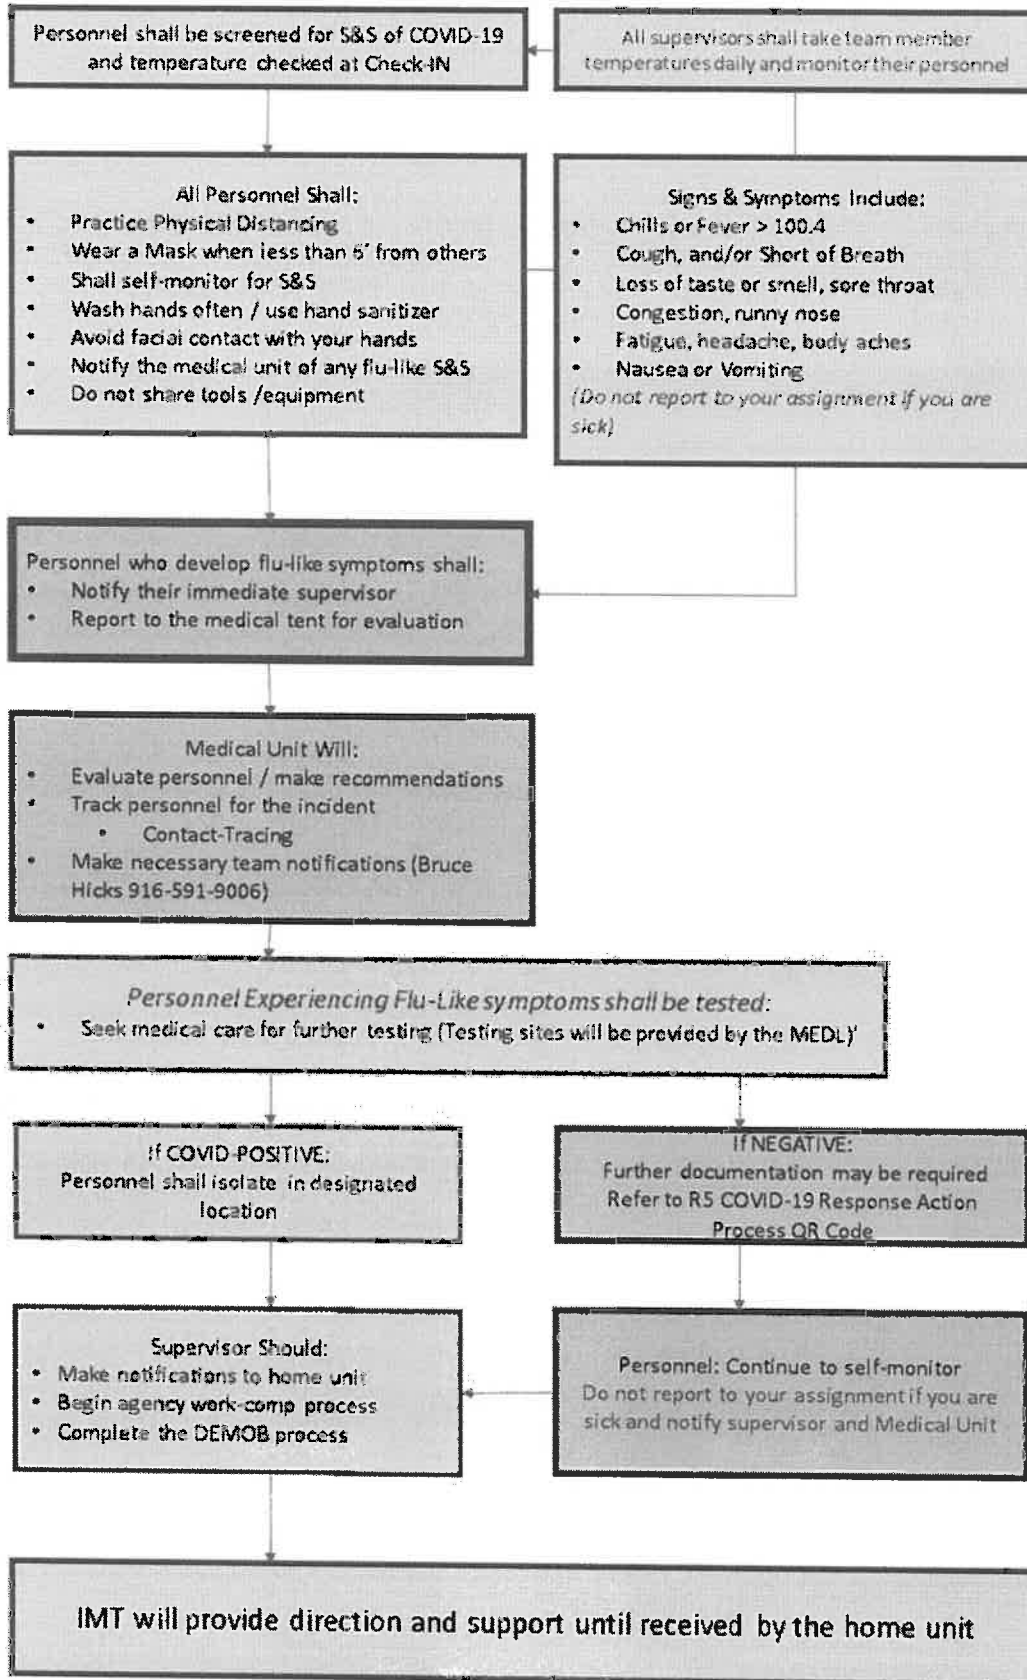 Personnel shall be screened for S&S of COVID-19
and temperature checked at Check-IN
All supervisors shall take team member
temperatures daily and monitor their personnel
All Personnel Shall:
• Practice Physical Distancing
• Wear a Mask when less than 6' from others
• Shall self-monitor for S&S
• Wash hands often / use hand sanitizer
• Avoid facial contact with your hands
• Notify the medical unit of any flu-like S&S
• Do not share tools /equipment
Signs & Symptoms Include:
• Chills or Fever > 100.4
• Cough, and/or Short of Breath
• Loss of taste or smell, sore throat
• Congestion, runny nose
• Fatigue, headache, body aches
• Nausea or Vomiting
(Do not report to your assignment if you are
sick)
Personnel who develop flu-like symptoms shall:
• Notify their immediate supervisor
• Report to the medical tent for evaluation
Medical Unit Will:
• Evaluate personnel / make recommendations
• Track personnel for the incident
• Contact-Tracing
• Make necessary team notifications (Bruce
Hicks 916-591-9006)
Personnel Experiencing Flu-Like symptoms shall be tested:
• Seek medical care for further testing (Testing sites will be provided by the MEDL)'
If COVID-POSITIVE:
Personnel shall isolate in designated
location
If NEGATIVE:
Further documentation may be required
Refer to R5 COVID-19 Response Action
Process QR Code
Supervisor Should:
• Make notifications to home unit
• Begin agency work-comp process
• Complete the DEMOB process
Personnel: Continue to self-monitor
Do not report to your assignment if you are
sick and notify supervisor and Medical Unit
IMT will provide direction and support until received by the home unit